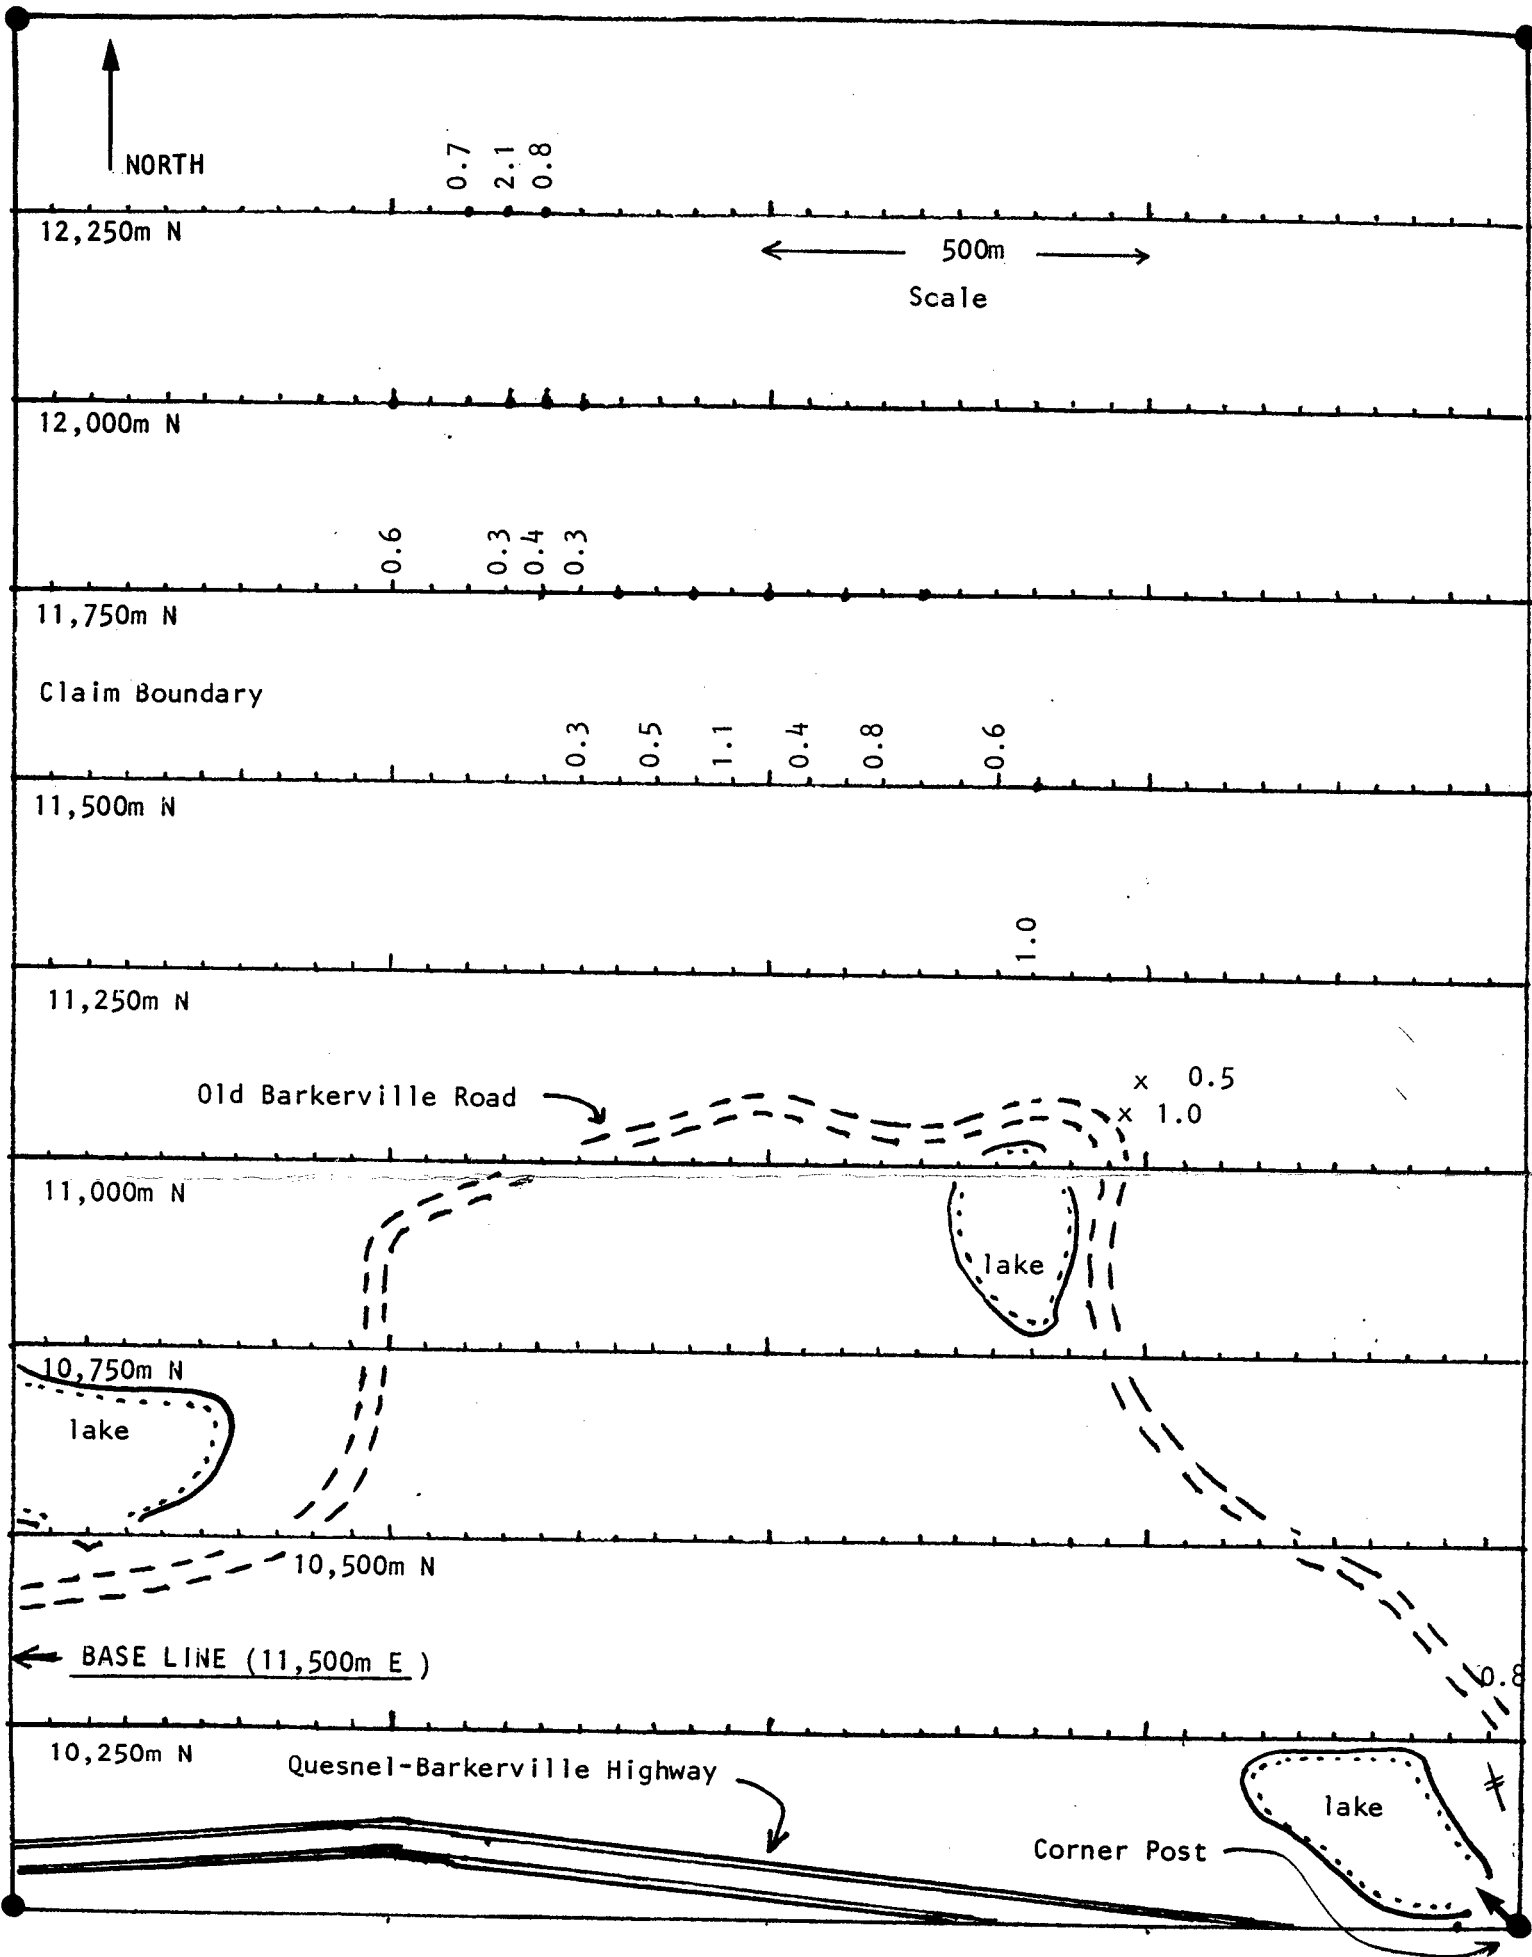 NORTH
0.7
2.1
0.8
12,250m N
500m
Scale
12,000m N
0.6
0.3
0.4
0.3
11,750m N
Claim Boundary
0.3
0.5
1.1
0.4
0.8
0.6
11,500m N
1.0
11,250m N
Old Barkerville Road
x 0.5
x 1.0
11,000m N
lake
10,750m N
lake
10,500m N
BASE LINE (11,500m E)
0.8
10,250m N
Quesnel-Barkerville Highway
lake
Corner Post